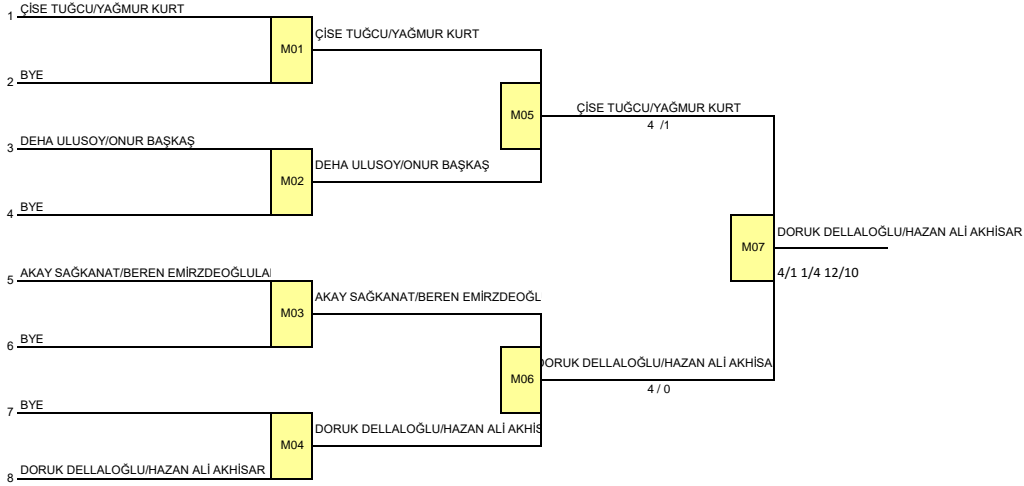 1 ÇİSE TUĞCU/YAĞMUR KURT
M01
ÇİSE TUĞCU/YAĞMUR KURT
2 BYE
M05
ÇİSE TUĞCU/YAĞMUR KURT
4 /1
3 DEHA ULUSOY/ONUR BAŞKAŞ
M02
DEHA ULUSOY/ONUR BAŞKAŞ
4 BYE
M07
DORUK DELLALOĞLU/HAZAN ALİ AKHİSAR
4/1 1/4 12/10
5 AKAY SAĞKANAT/BEREN EMİRZDEOĞLULA
M03
AKAY SAĞKANAT/BEREN EMİRZDEOĞL
6 BYE
M06
DORUK DELLALOĞLU/HAZAN ALİ AKHİSA
4 / 0
7 BYE
M04
DORUK DELLALOĞLU/HAZAN ALİ AKHİS
8 DORUK DELLALOĞLU/HAZAN ALİ AKHİSAR